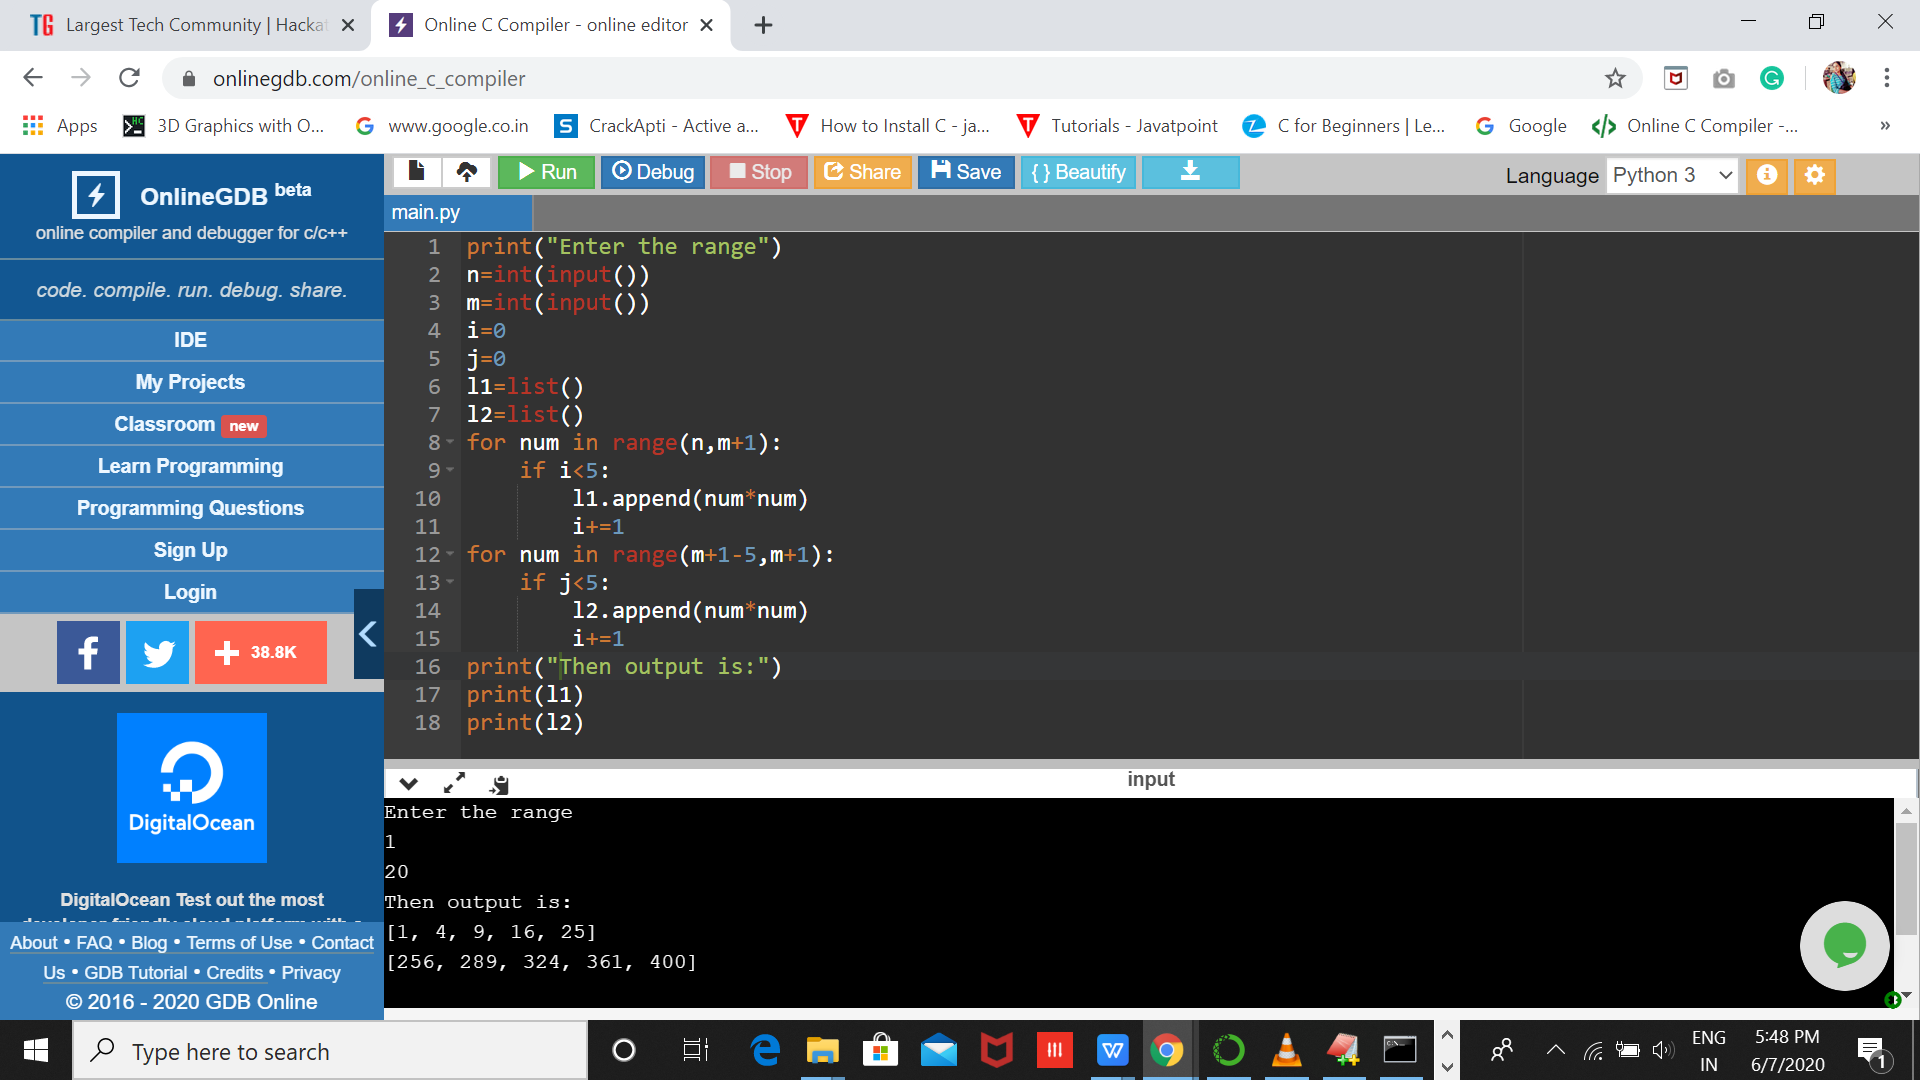 Largest Tech Community | Hacka
Online C Compiler - online editor
onlinegdb.com/online_c_compiler
Apps
3D Graphics with O...
www.google.co.in
CrackApti - Active a...
How to Install C - ja...
Tutorials - Javatpoint
C for Beginners | Le...
Google
Online C Compiler -...
»
OnlineGDB beta
online compiler and debugger for c/c++
code. compile. run. debug. share.
IDE
My Projects
Classroom new
Learn Programming
Programming Questions
Sign Up
Login
38.8K
DigitalOcean
DigitalOcean Test out the most
About • FAQ • Blog • Terms of Use • Contact
Us • GDB Tutorial • Credits • Privacy
© 2016 - 2020 GDB Online
Run Debug Stop Share Save { } Beautify
Language Python 3
main.py
1 print("Enter the range")
2 n=int(input())
3 m=int(input())
4 i=0
5 j=0
6 l1=list()
7 l2=list()
8 for num in range(n,m+1):
9     if i<5:
10         l1.append(num*num)
11         i+=1
12 for num in range(m+1-5,m+1):
13     if j<5:
14         l2.append(num*num)
15         i+=1
16 print("Then output is:")
17 print(l1)
18 print(l2)
input
Enter the range
1
20
Then output is:
[1, 4, 9, 16, 25]
[256, 289, 324, 361, 400]
Type here to search
ENG
IN
5:48 PM
6/7/2020
1